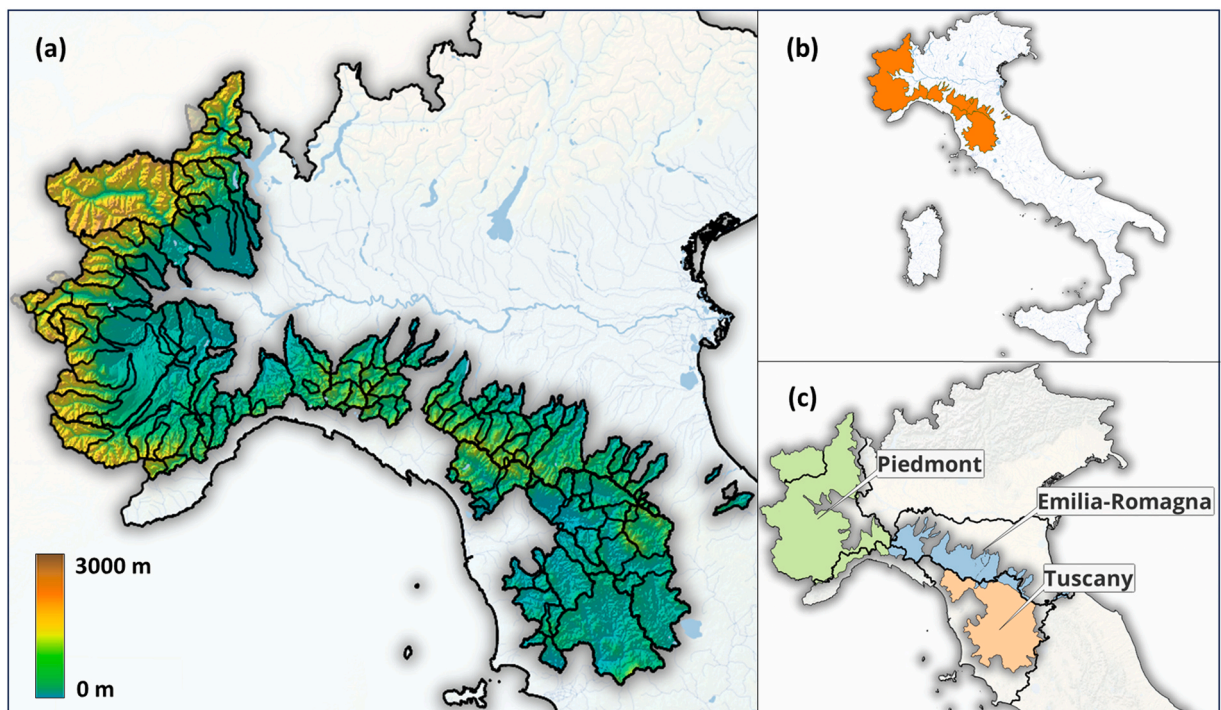 (a)
3000 m
0 m
(b)
(c)
Piedmont
Emilia-Romagna
Tuscany